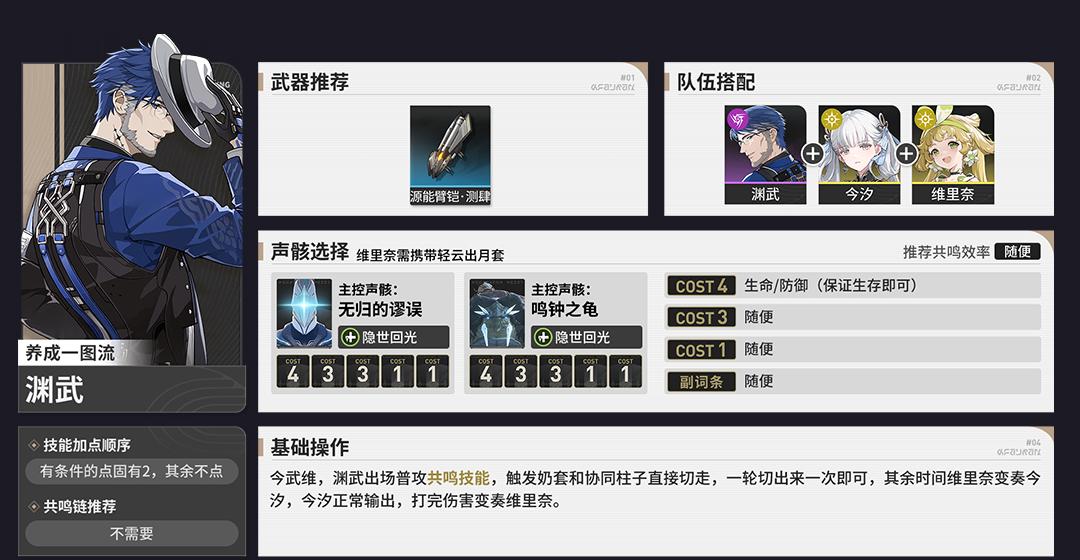 NG
养成一图流
渊武
技能加点顺序
有条件的点固有2，其余不点
共鸣链推荐
不需要
武器推荐
#01
源能臂铠·测肆
队伍搭配
#02
渊武
今汐
维里奈
声骸选择 维里奈需携带轻云出月套
推荐共鸣效率 随便
主控声骸：
无归的谬误
隐世回光
COST 4 COST 3 COST 3 COST 1 COST 1
主控声骸：
鸣钟之龟
隐世回光
COST 4 COST 3 COST 3 COST 1 COST 1
COST 4 生命/防御（保证生存即可）
COST 3 随便
COST 1 随便
副词条 随便
基础操作
#04
今武维，渊武出场普攻共鸣技能，触发奶套和协同柱子直接切走，一轮切出来一次即可，其余时间维里奈变奏今
汐，今汐正常输出，打完伤害变奏维里奈。